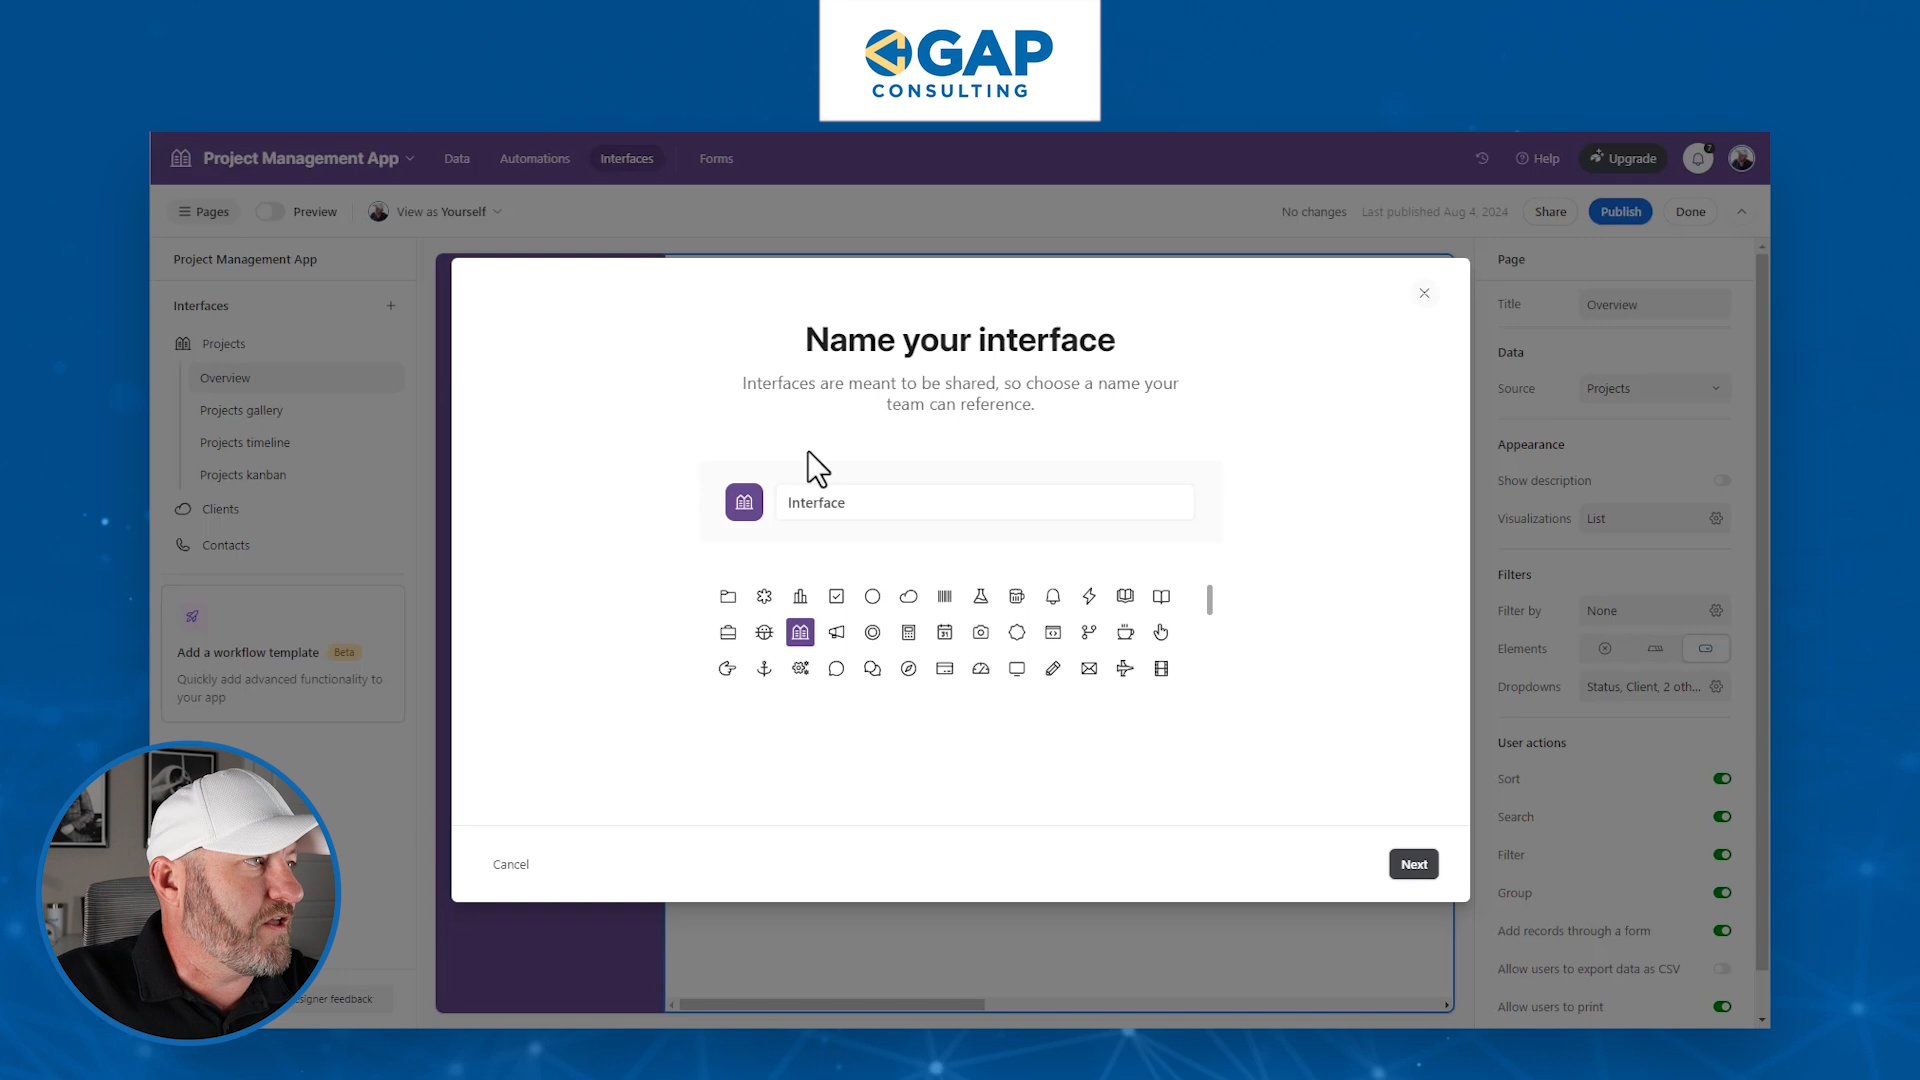 GAP
CONSULTING
Project Management App
Data
Automations
Interfaces
Forms
Help
Upgrade
7
Pages
Preview
View as Yourself
No changes
Last published Aug 4, 2024
Share
Publish
Done
Project Management App
Interfaces
Projects
Overview
Projects gallery
Projects timeline
Projects kanban
Clients
Contacts
Add a workflow template
Beta
Quickly add advanced functionality to
your app
feedback
Name your interface
Interfaces are meant to be shared, so choose a name your
team can reference.
Interface
31
Cancel
Next
Page
Title
Overview
Data
Source
Projects
Appearance
Show description
Visualizations
List
Filters
Filter by
None
Elements
Dropdowns
Status, Client, 2 oth...
User actions
Sort
Search
Filter
Group
Add records through a form
Allow users to export data as CSV
Allow users to print